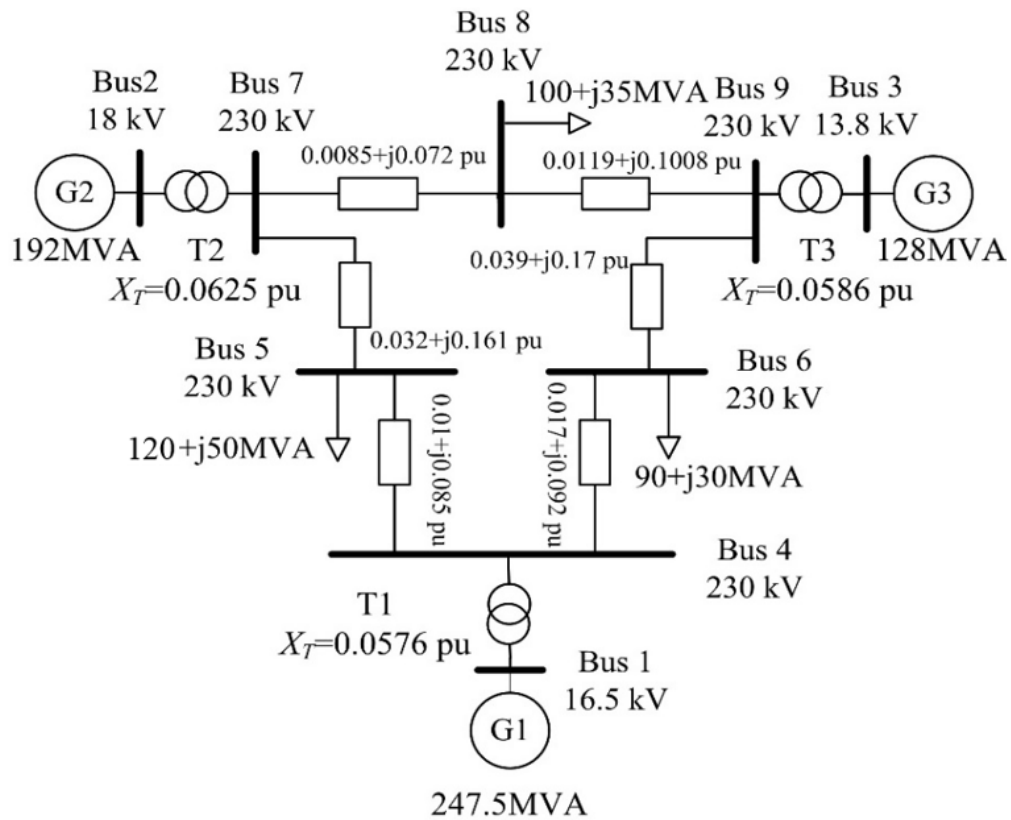 Bus 8
230 kV
100+j35MVA
Bus2
18 kV
Bus 7
230 kV
Bus 9
230 kV
Bus 3
13.8 kV
0.0085+j0.072 pu
0.0119+j0.1008 pu
G2
G3
192MVA
T2
X_T=0.0625 pu
0.039+j0.17 pu
T3
128MVA
X_T=0.0586 pu
0.032+j0.161 pu
Bus 5
230 kV
Bus 6
230 kV
120+j50MVA
0.01+j0.085 pu
0.017+j0.092 pu
90+j30MVA
Bus 4
230 kV
T1
X_T=0.0576 pu
Bus 1
16.5 kV
G1
247.5MVA